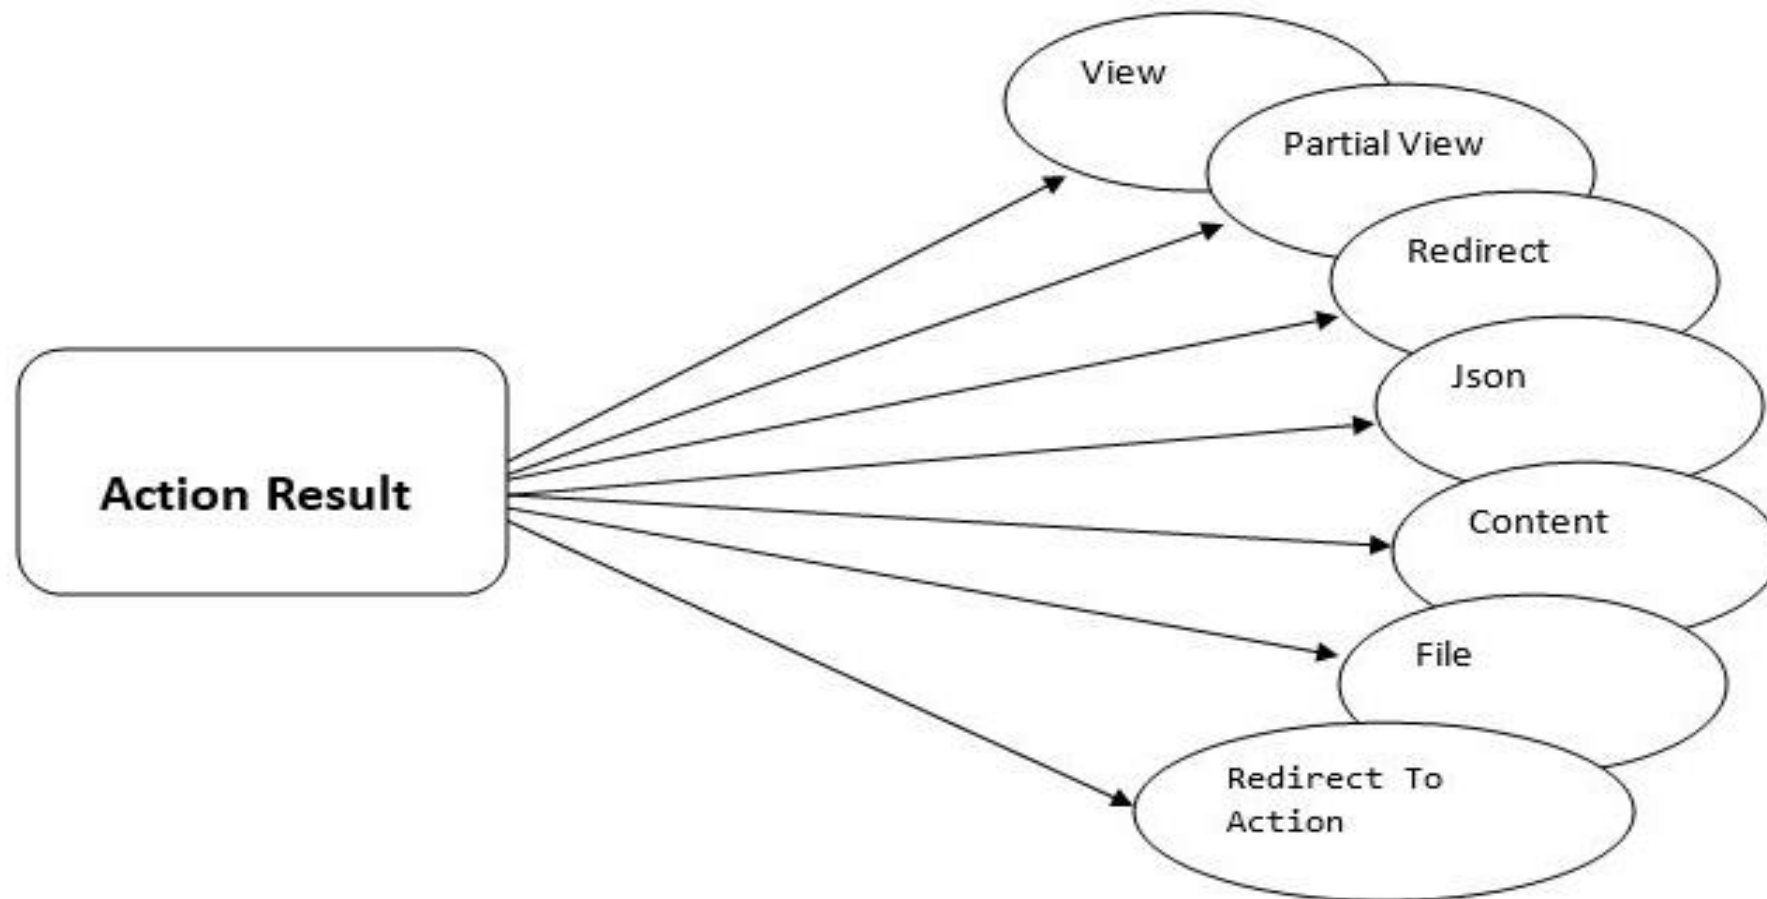 View
Partial View
Redirect
Json
Action Result
Content
File
Redirect To
Action